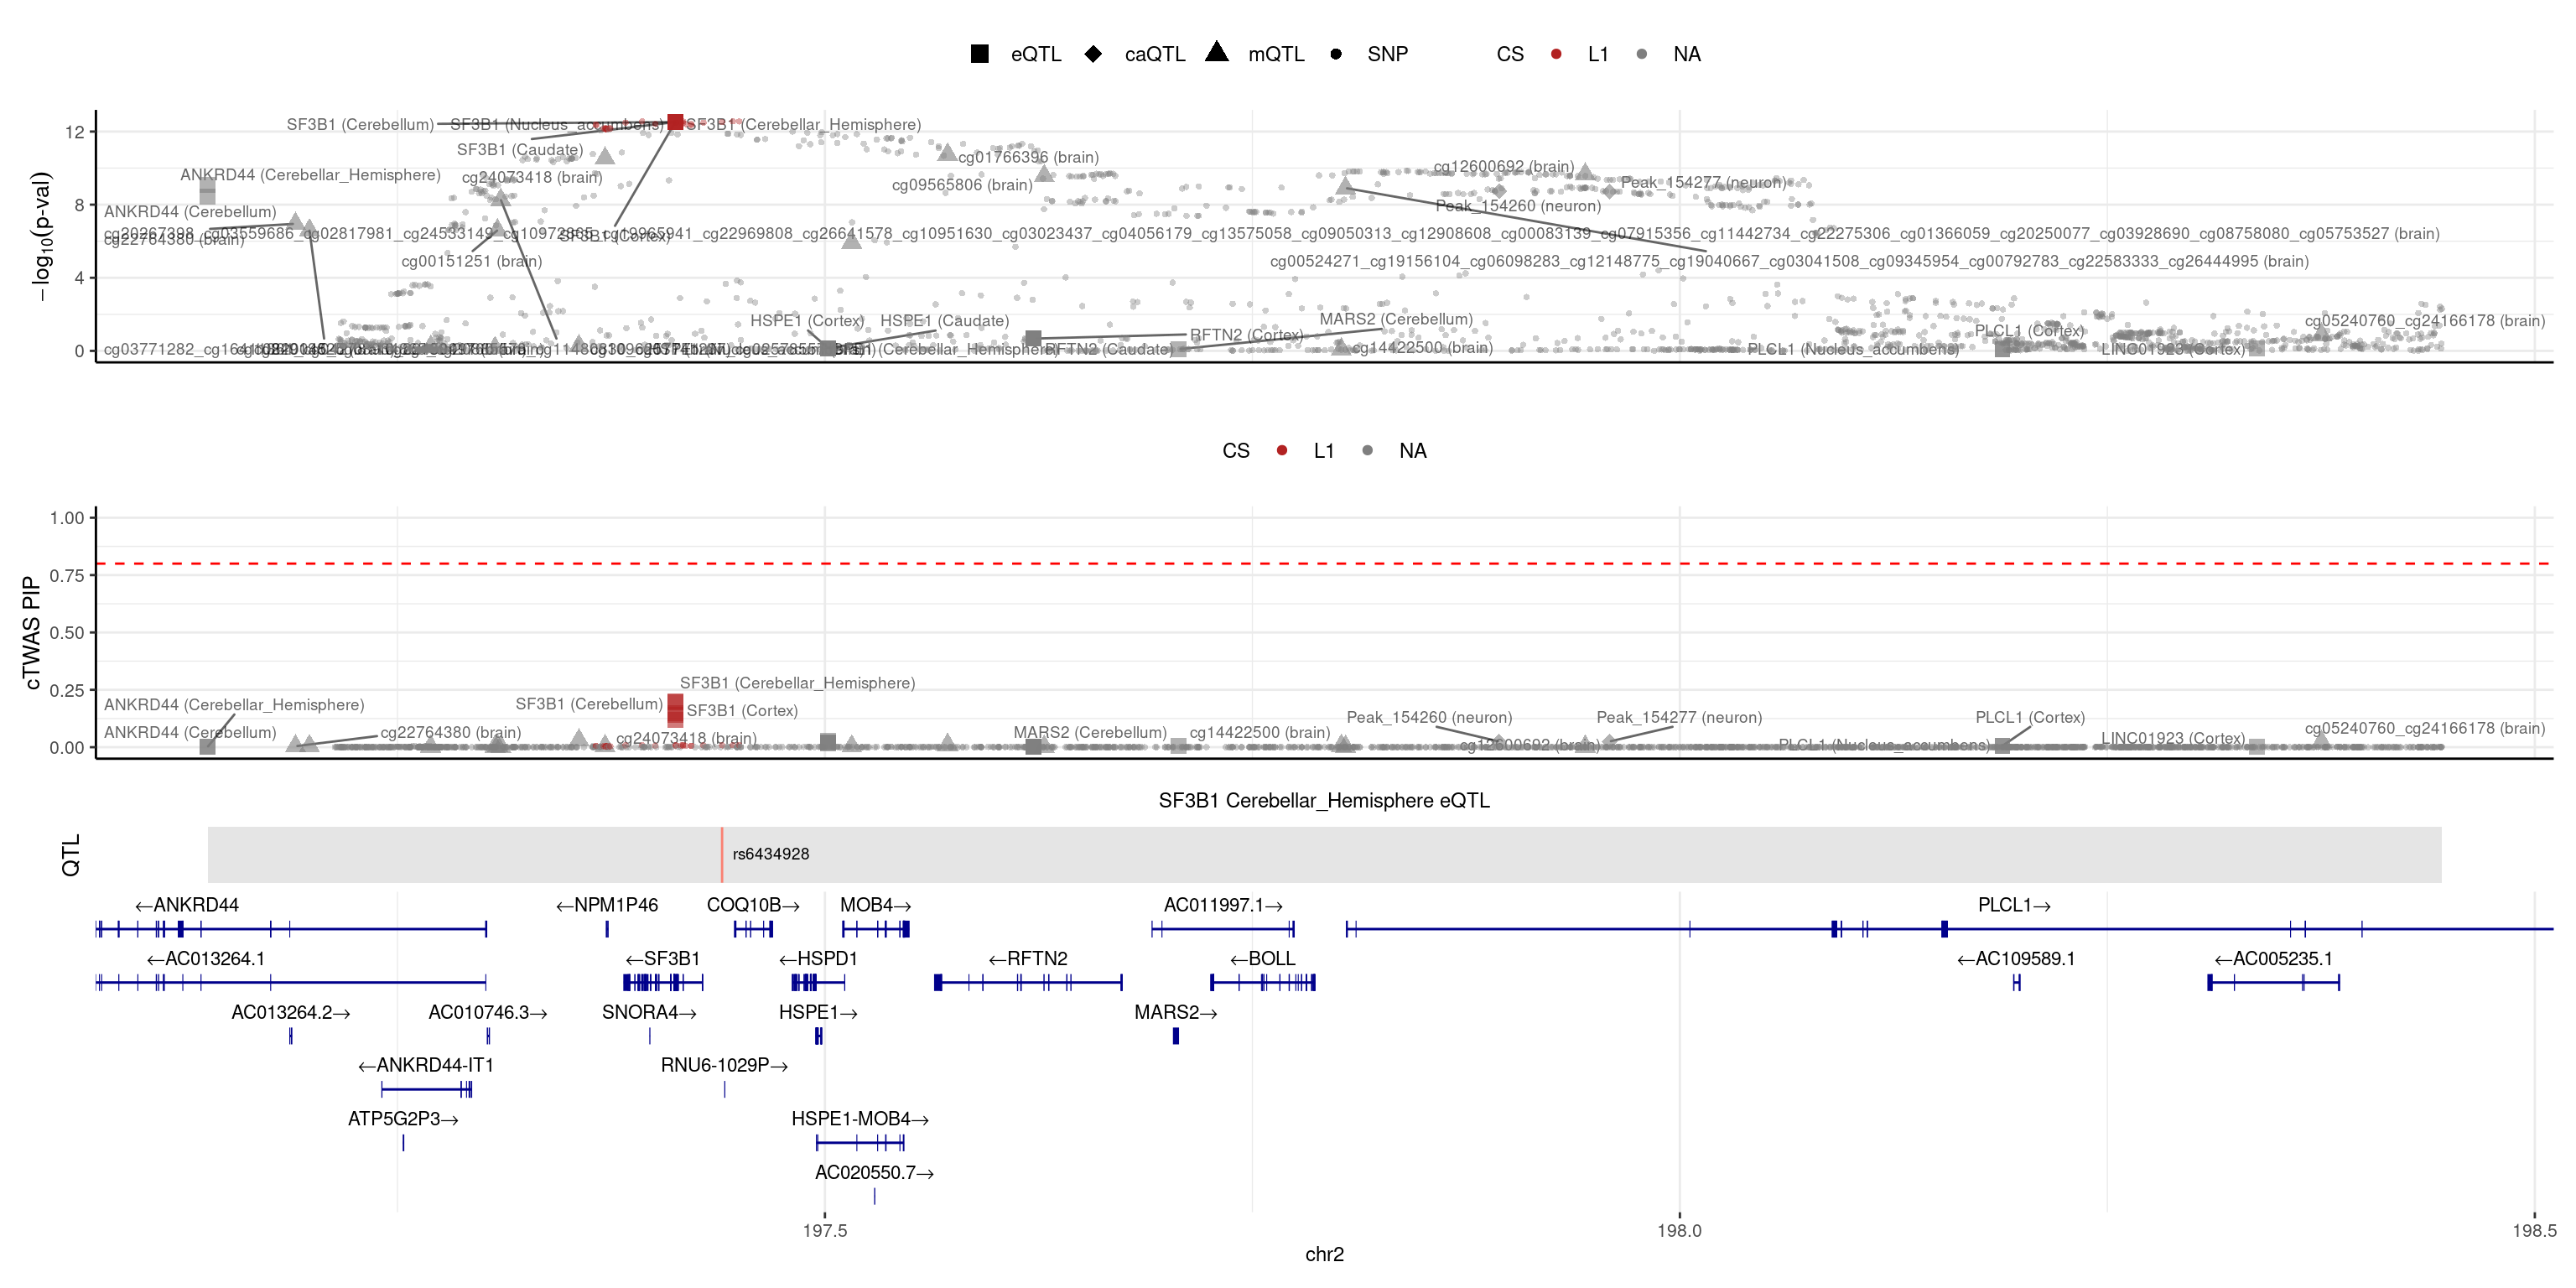 eQTL caQTL mQTL SNP CS L1 NA
SF3B1 (Cerebellum)
SF3B1 (Nucleus_accumbens)
SF3B1 (Cerebellar_Hemisphere)
SF3B1 (Caudate)
cg01766396 (brain)
cg12600692 (brain)
ANKRD44 (Cerebellar_Hemisphere)
cg24073418 (brain)
cg09565806 (brain)
Peak_154277 (neuron)
Peak_154260 (neuron)
ANKRD44 (Cerebellum)
SF3B1 (Cortex)
cg22764380 (brain)
cg00151251 (brain)
cg00524271_cg19156104_cg06098283_cg12148775_cg19040667_cg03041508_cg09345954_cg00792783_cg22583333_cg26444995 (brain)
HSPE1 (Cortex)
HSPE1 (Caudate)
MARS2 (Cerebellum)
RFTN2 (Cortex)
cg05240760_cg24166178 (brain)
PLCL1 (Cortex)
RFTN2 (Caudate)
cg14422500 (brain)
PLCL1 (Nucleus_accumbens)
LINC01923 (Cortex)
12
8
4
0
−log10(p-val)
CS L1 NA
1.00
0.75
0.50
0.25
0.00
cTWAS PIP
SF3B1 (Cerebellar_Hemisphere)
ANKRD44 (Cerebellar_Hemisphere)
SF3B1 (Cerebellum)
SF3B1 (Cortex)
Peak_154260 (neuron)
Peak_154277 (neuron)
PLCL1 (Cortex)
ANKRD44 (Cerebellum)
cg22764380 (brain)
cg24073418 (brain)
MARS2 (Cerebellum)
cg14422500 (brain)
cg12600692 (brain)
PLCL1 (Nucleus_accumbens)
LINC01923 (Cortex)
cg05240760_cg24166178 (brain)
SF3B1 Cerebellar_Hemisphere eQTL
QTL
rs6434928
←ANKRD44 ←NPM1P46 COQ10B→ MOB4→ AC011997.1→ PLCL1→
←AC013264.1 ←SF3B1 ←HSPD1 ←RFTN2 ←BOLL ←AC109589.1 ←AC005235.1
AC013264.2→ AC010746.3→ SNORA4→ HSPE1→ MARS2→
←ANKRD44-IT1 RNU6-1029P→
ATP5G2P3→ HSPE1-MOB4→
AC020550.7→
197.5 198.0 198.5
chr2